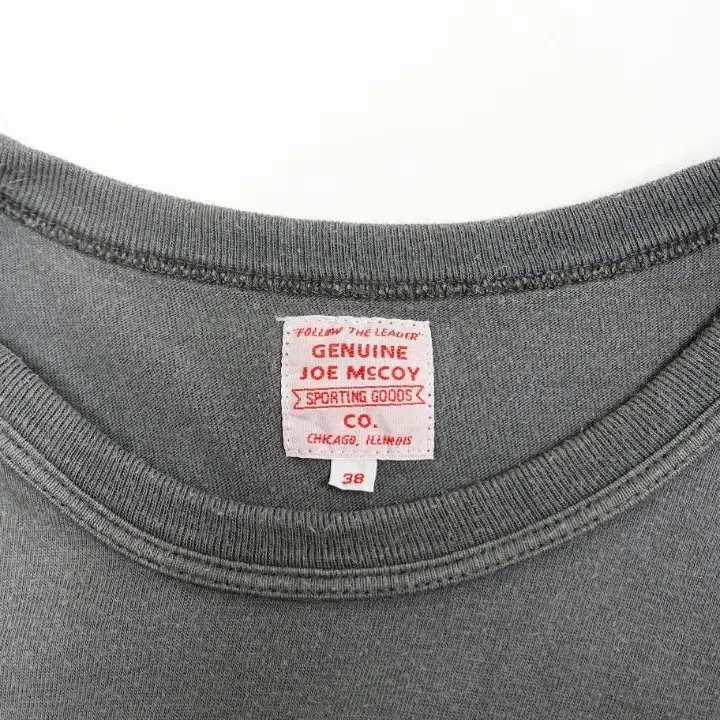 "FOLLOW THE LEADER"
GENUINE
JOE McCOY
SPORTING GOODS
CO.
CHICAGO, ILLINOIS
38